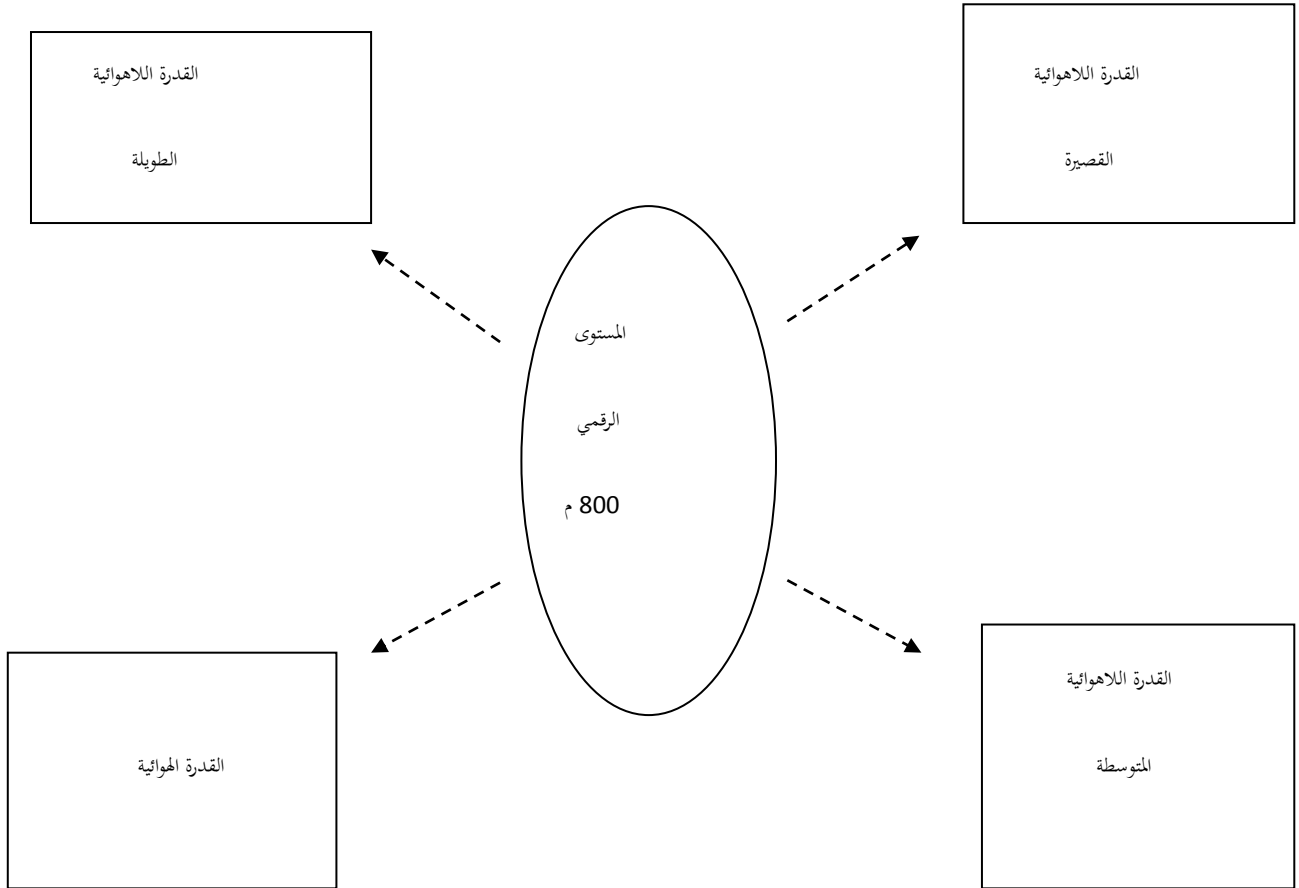 القدرة اللاهوائية
القصيرة
القدرة اللاهوائية
الطويلة
المستوى
الرقمي
800 م
القدرة اللاهوائية
المتوسطة
القدرة الهوائية